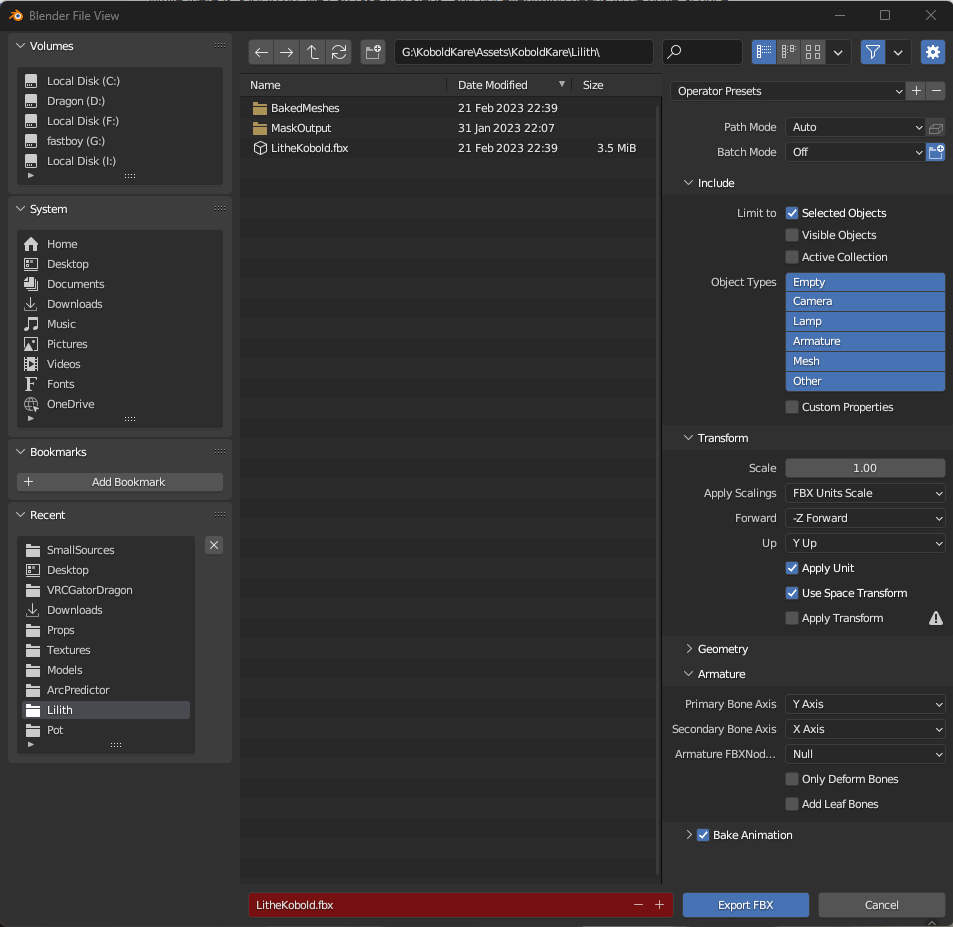 Blender File View
Volumes
Local Disk (C:)
Dragon (D:)
Local Disk (F:)
fastboy (G:)
Local Disk (I:)
System
Home
Desktop
Documents
Downloads
Music
Pictures
Videos
Fonts
OneDrive
Bookmarks
Add Bookmark
Recent
SmallSources
Desktop
VRCGatorDragon
Downloads
Props
Textures
Models
ArcPredictor
Lilith
Pot
G:\KoboldKare\Assets\KoboldKare\Lilith\
Name Date Modified Size
BakedMeshes 21 Feb 2023 22:39
MaskOutput 31 Jan 2023 22:07
LitheKobold.fbx 21 Feb 2023 22:39 3.5 MiB
Operator Presets
Path Mode Auto
Batch Mode Off
Include
Limit to Selected Objects
Visible Objects
Active Collection
Object Types Empty
Camera
Lamp
Armature
Mesh
Other
Custom Properties
Transform
Scale 1.00
Apply Scalings FBX Units Scale
Forward -Z Forward
Up Y Up
Apply Unit
Use Space Transform
Apply Transform
Geometry
Armature
Primary Bone Axis Y Axis
Secondary Bone Axis X Axis
Armature FBXNod... Null
Only Deform Bones
Add Leaf Bones
Bake Animation
LitheKobold.fbx
Export FBX
Cancel